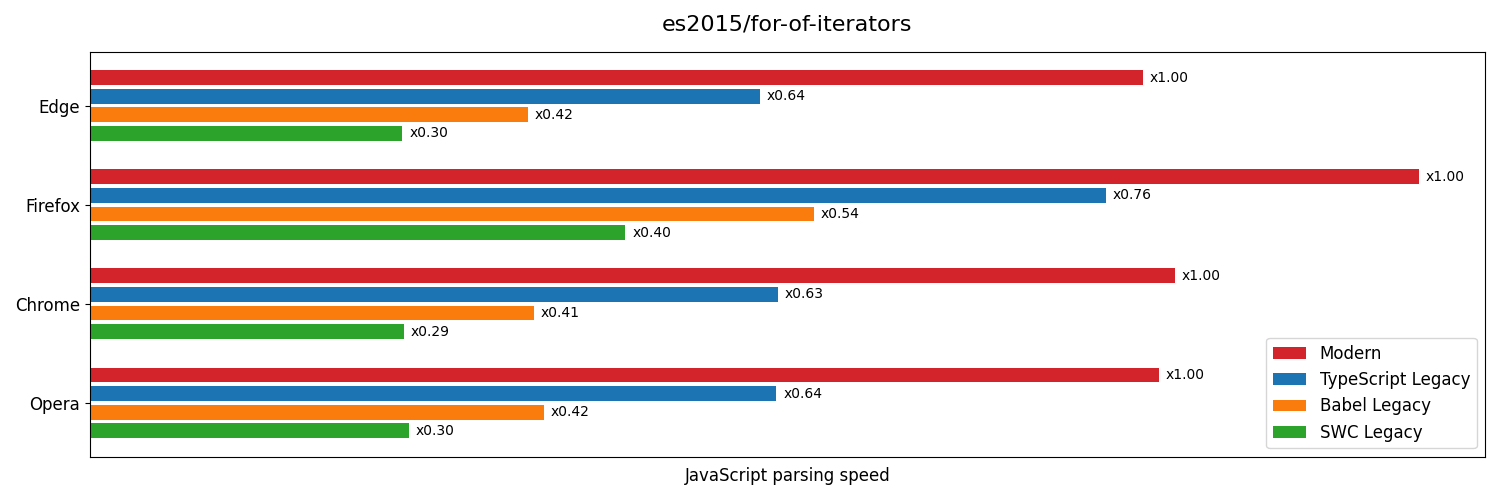 es2015/for-of-iterators
Edge
x1.00
x0.64
x0.42
x0.30
Firefox
x1.00
x0.76
x0.54
x0.40
Chrome
x1.00
x0.63
x0.41
x0.29
Opera
x1.00
x0.64
x0.42
x0.30
Modern
TypeScript Legacy
Babel Legacy
SWC Legacy
JavaScript parsing speed